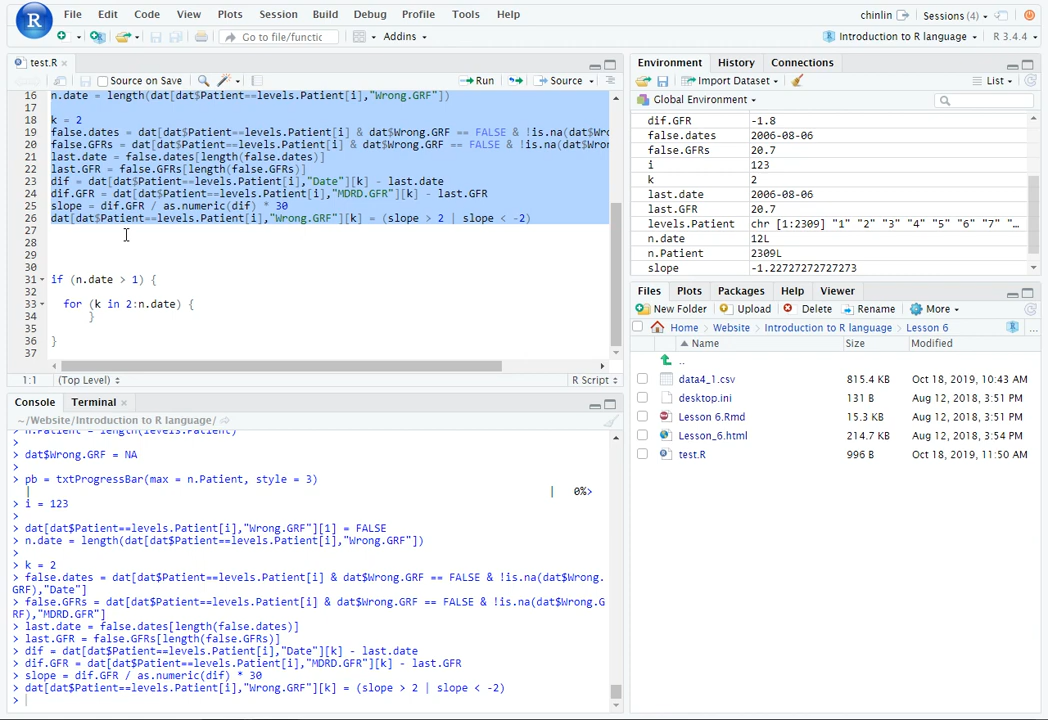 File Edit Code View Plots Session Build Debug Profile Tools Help
chinlin Sessions (4)
Go to file/functic Addins
Introduction to R language R 3.4.4
test.R
Source on Save Run Source
16 n.date = length(dat[dat$Patient==levels.Patient[i],"Wrong.GRF"])
17
18 k = 2
19 false.dates = dat[dat$Patient==levels.Patient[i] & dat$Wrong.GRF == FALSE & !is.na(dat$Wro
20 false.GFRs = dat[dat$Patient==levels.Patient[i] & dat$Wrong.GRF == FALSE & !is.na(dat$Wron
21 last.date = false.dates[length(false.dates)]
22 last.GFR = false.GFRs[length(false.GFRs)]
23 dif = dat[dat$Patient==levels.Patient[i],"Date"][k] - last.date
24 dif.GFR = dat[dat$Patient==levels.Patient[i],"MDRD.GFR"][k] - last.GFR
25 slope = dif.GFR / as.numeric(dif) * 30
26 dat[dat$Patient==levels.Patient[i],"Wrong.GRF"][k] = (slope > 2 | slope < -2)
27
28
29
30
31 if (n.date > 1) {
32
33 for (k in 2:n.date) {
34 }
35
36 }
37
1:1 (Top Level) R Script
Console Terminal
~/Website/Introduction to R language/
> n.Patient = length(levels.Patient)
>
> dat$Wrong.GRF = NA
>
> pb = txtProgressBar(max = n.Patient, style = 3)
| | 0%>
> i = 123
>
> dat[dat$Patient==levels.Patient[i],"Wrong.GRF"][1] = FALSE
> n.date = length(dat[dat$Patient==levels.Patient[i],"Wrong.GRF"])
>
> k = 2
> false.dates = dat[dat$Patient==levels.Patient[i] & dat$Wrong.GRF == FALSE & !is.na(dat$Wrong.
GRF),"Date"]
> false.GFRs = dat[dat$Patient==levels.Patient[i] & dat$Wrong.GRF == FALSE & !is.na(dat$Wrong.G
RF),"MDRD.GFR"]
> last.date = false.dates[length(false.dates)]
> last.GFR = false.GFRs[length(false.GFRs)]
> dif = dat[dat$Patient==levels.Patient[i],"Date"][k] - last.date
> dif.GFR = dat[dat$Patient==levels.Patient[i],"MDRD.GFR"][k] - last.GFR
> slope = dif.GFR / as.numeric(dif) * 30
> dat[dat$Patient==levels.Patient[i],"Wrong.GRF"][k] = (slope > 2 | slope < -2)
>
Environment History Connections
Import Dataset List
Global Environment
dif.GFR -1.8
false.dates 2006-08-06
false.GFRs 20.7
i 123
k 2
last.date 2006-08-06
last.GFR 20.7
levels.Patient chr [1:2309] "1" "2" "3" "4" "5" "6" "7" "…
n.date 12L
n.Patient 2309L
slope -1.22727272727273
Files Plots Packages Help Viewer
New Folder Upload Delete Rename More
Home Website Introduction to R language Lesson 6 ...
Name Size Modified
..
data4_1.csv 815.4 KB Oct 18, 2019, 10:43 AM
desktop.ini 131 B Aug 12, 2018, 3:51 PM
Lesson 6.Rmd 15.3 KB Aug 12, 2018, 3:51 PM
Lesson_6.html 214.7 KB Aug 12, 2018, 3:54 PM
test.R 996 B Oct 18, 2019, 11:50 AM